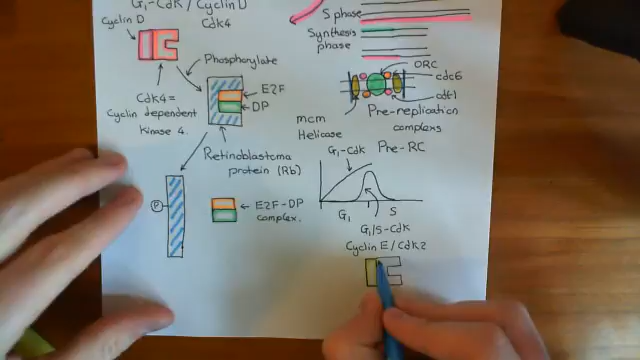 G₁-Cdk / Cyclin D
Cyclin D
Cdk4
S phase
Synthesis
phase
Phosphorylate
ORC
cdc6
cdt1
E2F
DP
Cdk4 =
Cyclin dependent
kinase 4.
mcm
Helicase
Pre-replication
complexes
Pre-RC
G₁-Cdk
Retinoblastoma
protein (Rb)
P
E2F-DP
complex.
G₁
S
G₁/S-Cdk
Cyclin E/Cdk2